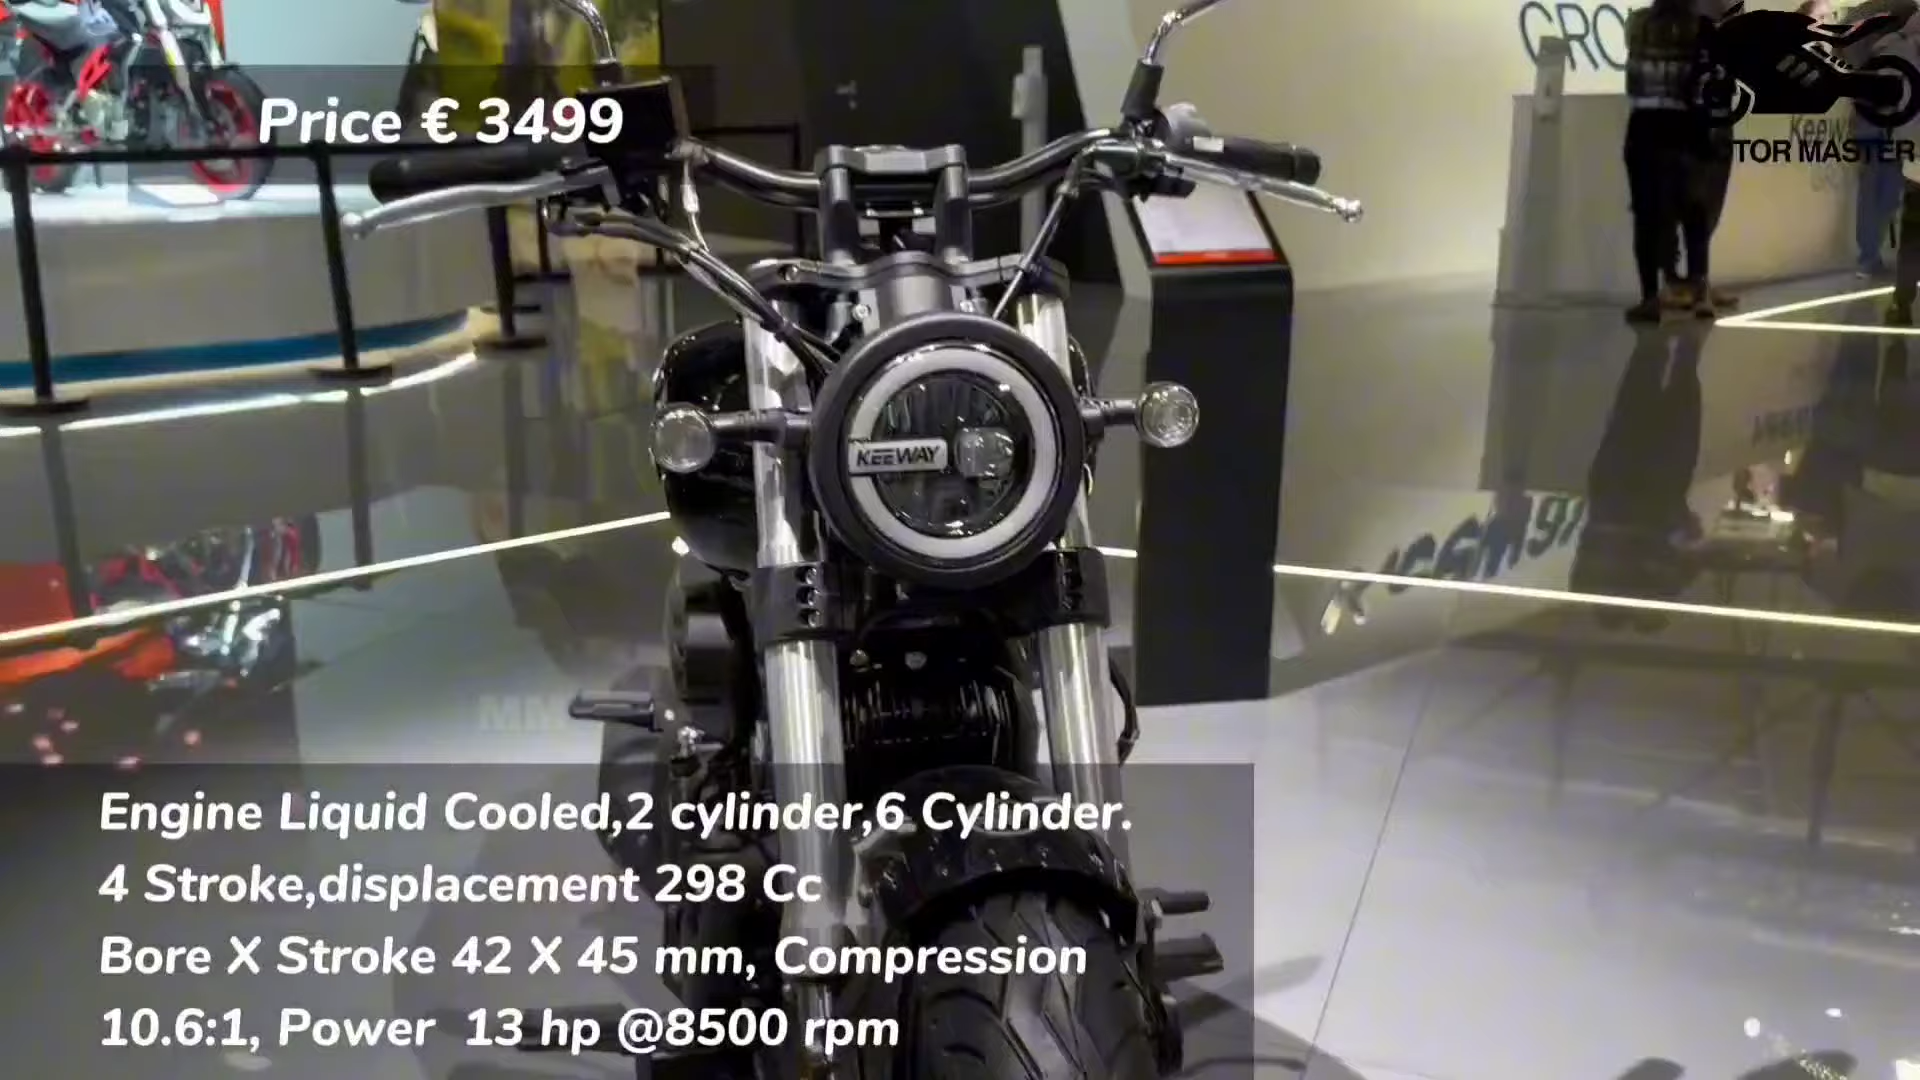 Price € 3499
MOTOR MASTER
KEEWAY
Engine Liquid Cooled,2 cylinder,6 Cylinder.
4 Stroke,displacement 298 Cc
Bore X Stroke 42 X 45 mm, Compression
10.6:1, Power 13 hp @8500 rpm